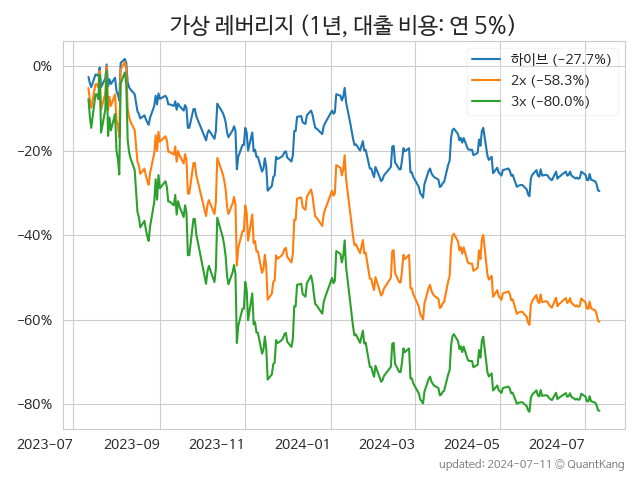 가상 레버리지 (1년, 대출 비용: 연 5%)
하이브 (−27.7%)
2x (−58.3%)
3x (−80.0%)
0%
−20%
−40%
−60%
−80%
2023-07 2023-09 2023-11 2024-01 2024-03 2024-05 2024-07
updated: 2024-07-11 © QuantKang